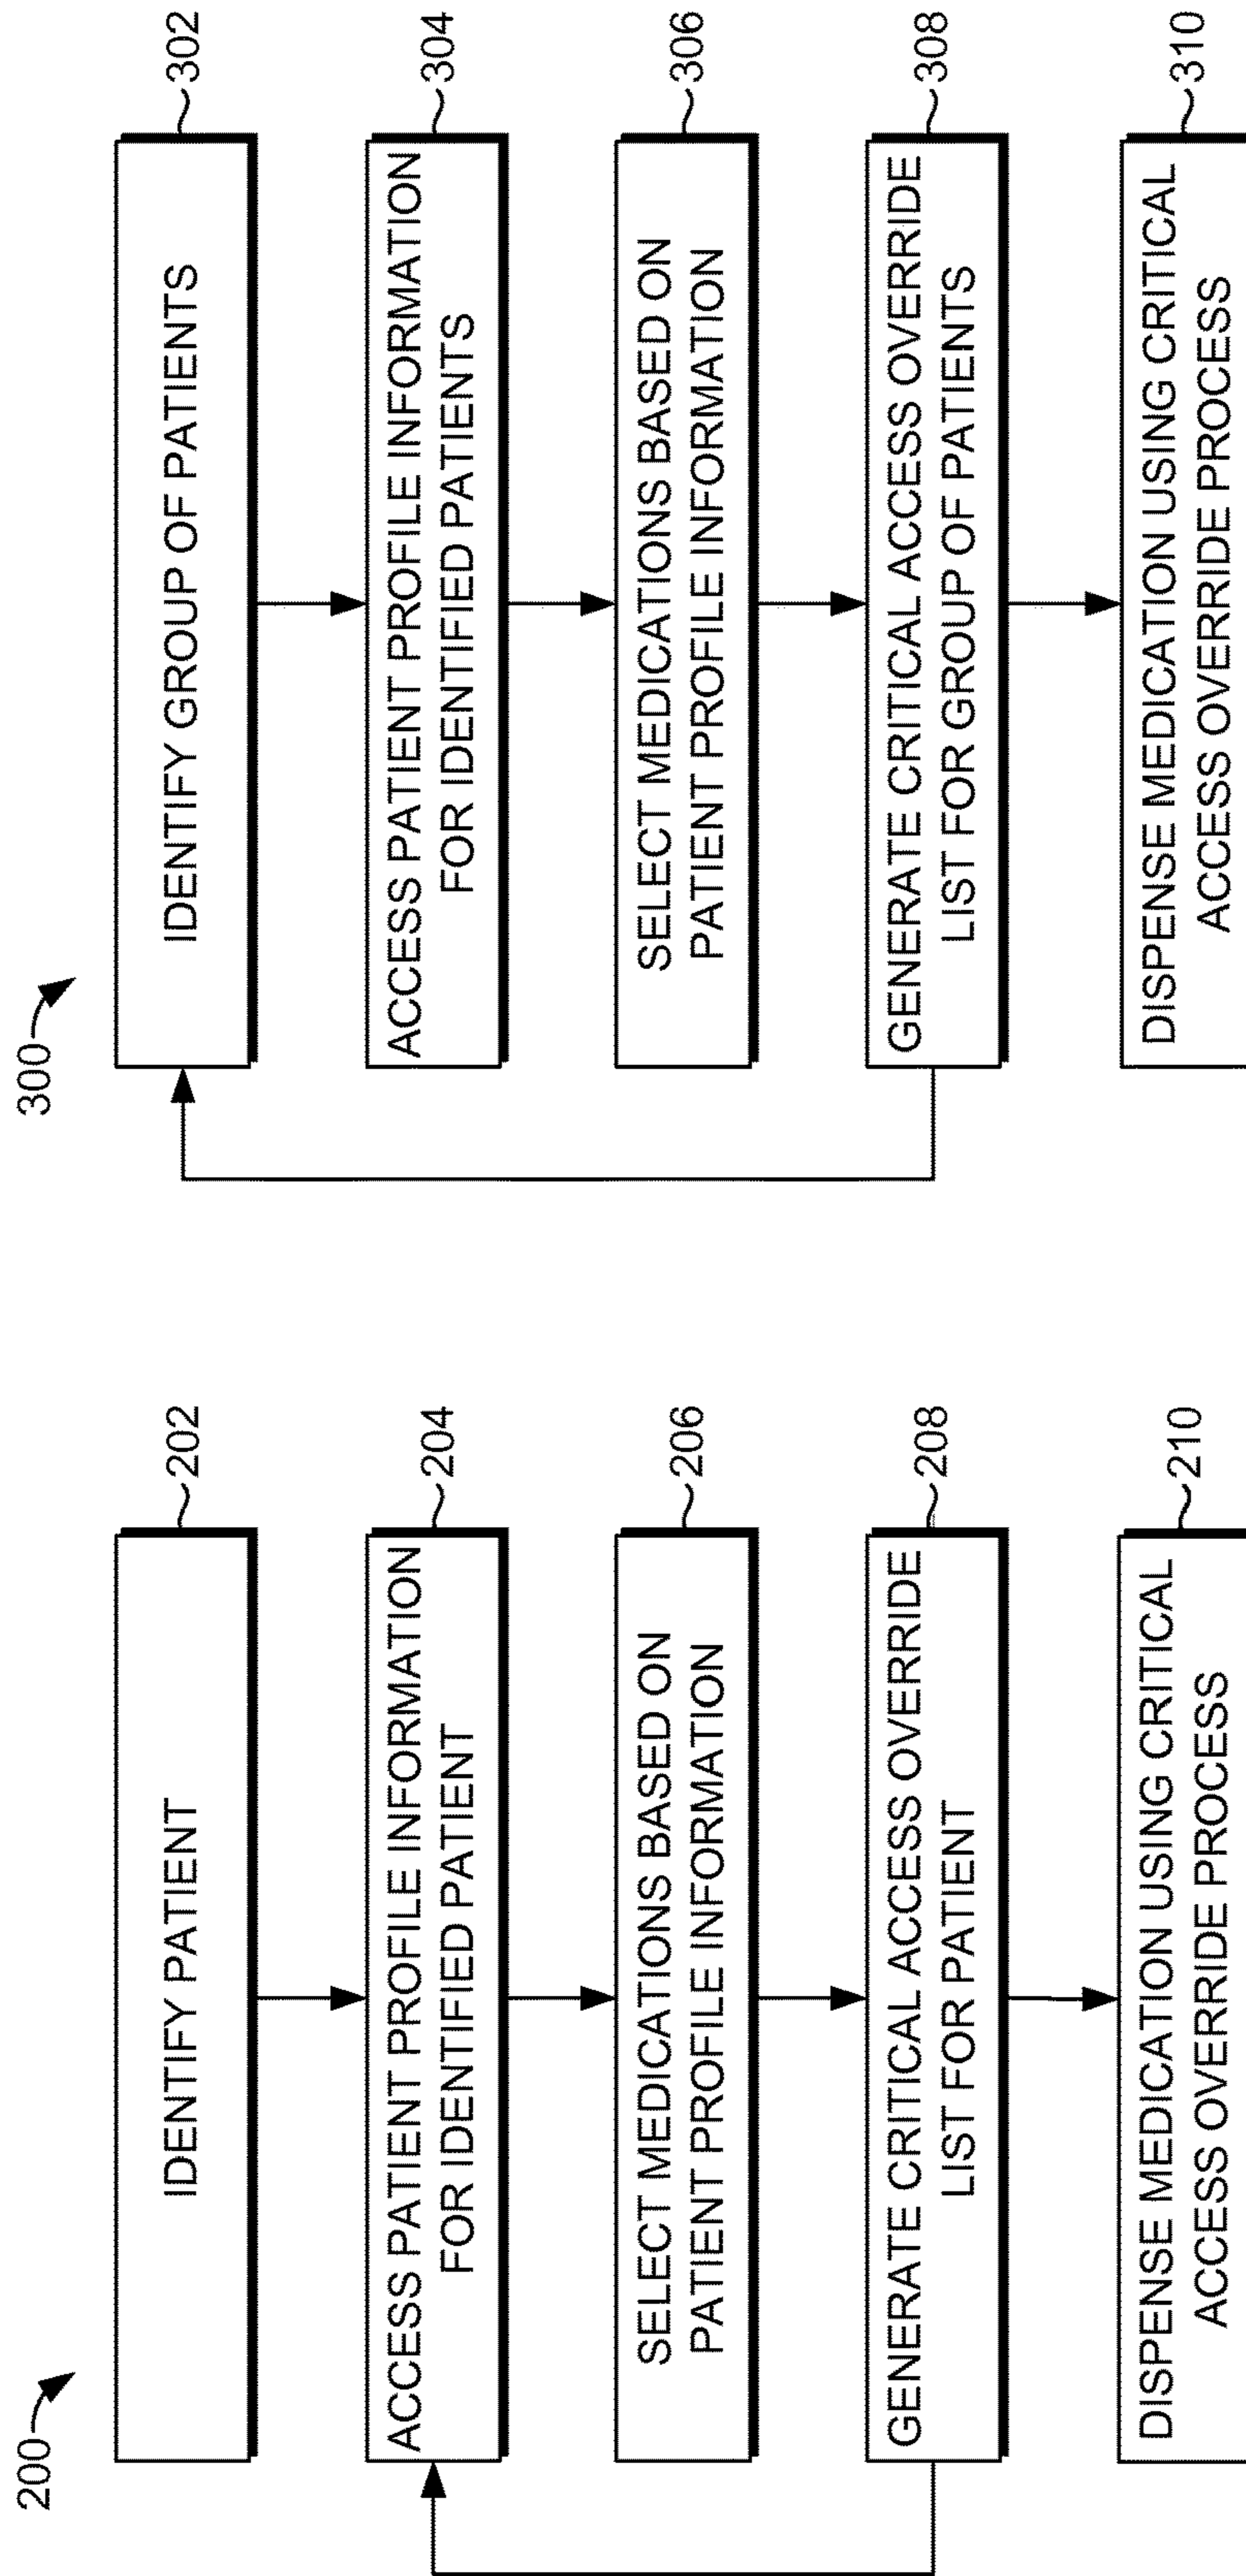 200
IDENTIFY PATIENT
202
ACCESS PATIENT PROFILE INFORMATION
FOR IDENTIFIED PATIENT
204
SELECT MEDICATIONS BASED ON
PATIENT PROFILE INFORMATION
206
GENERATE CRITICAL ACCESS OVERRIDE
LIST FOR PATIENT
208
DISPENSE MEDICATION USING CRITICAL
ACCESS OVERRIDE PROCESS
210
300
IDENTIFY GROUP OF PATIENTS
302
ACCESS PATIENT PROFILE INFORMATION
FOR IDENTIFIED PATIENTS
304
SELECT MEDICATIONS BASED ON
PATIENT PROFILE INFORMATION
306
GENERATE CRITICAL ACCESS OVERRIDE
LIST FOR GROUP OF PATIENTS
308
DISPENSE MEDICATION USING CRITICAL
ACCESS OVERRIDE PROCESS
310